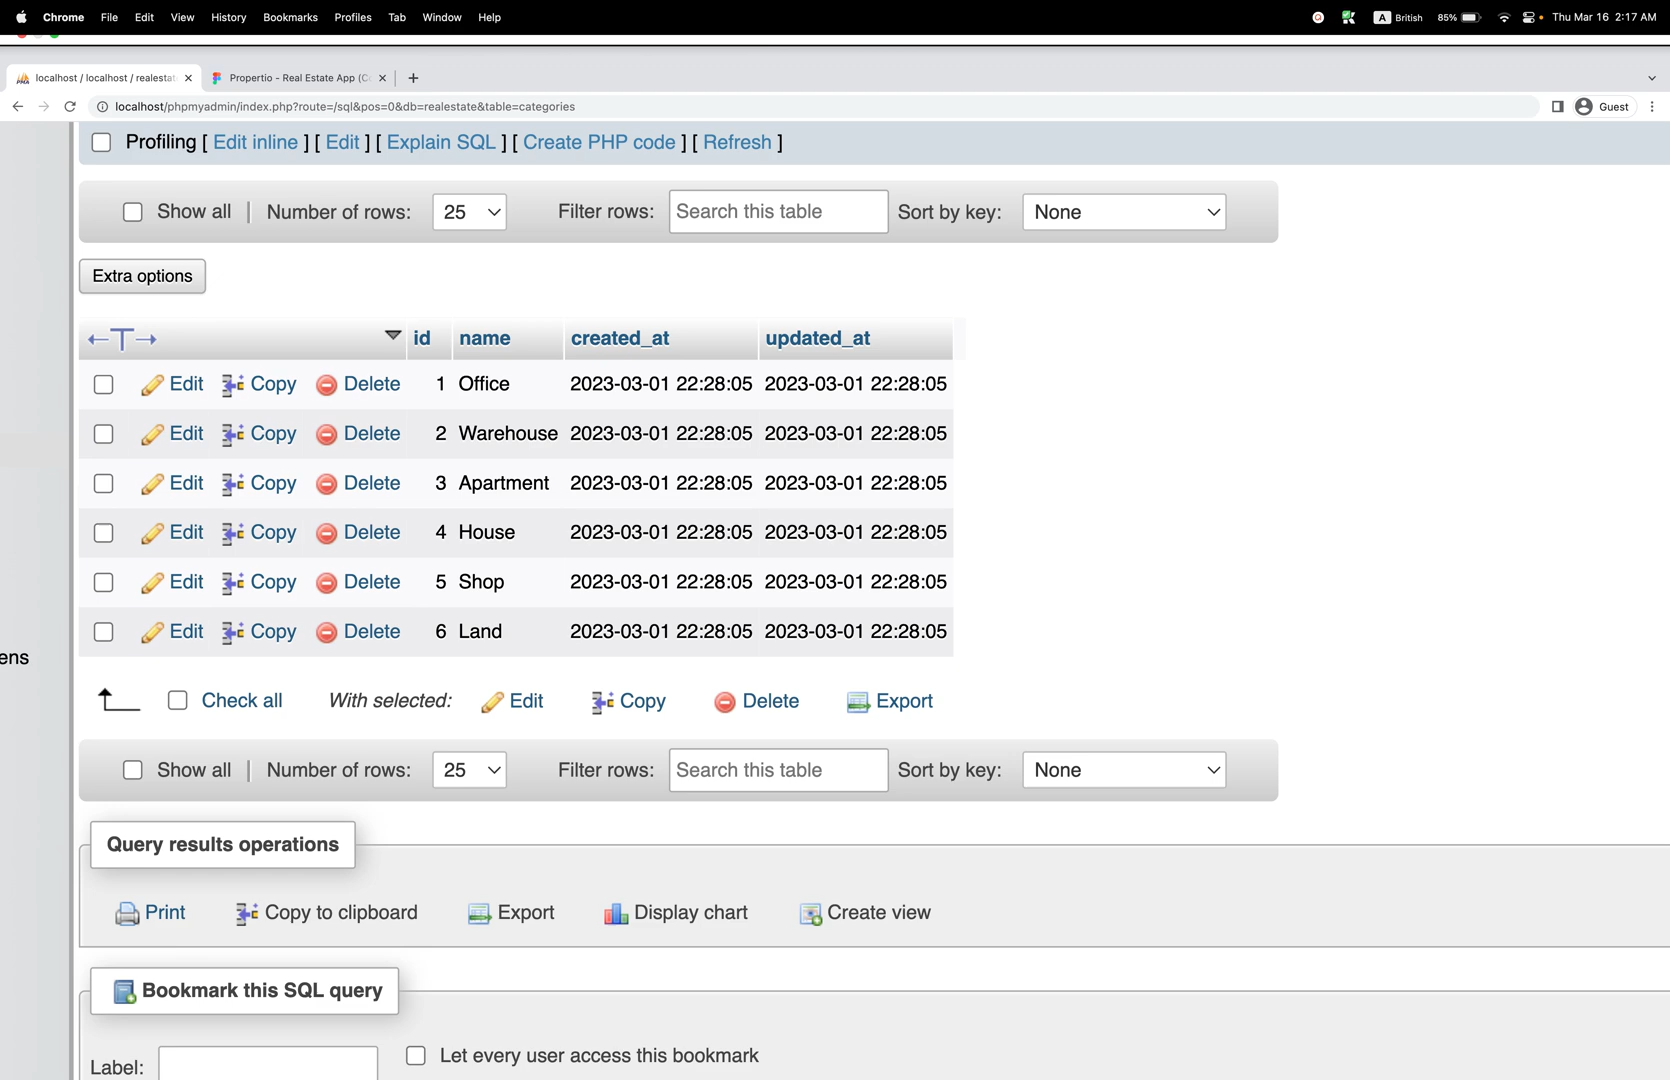 Chrome File Edit View History Bookmarks Profiles Tab Window Help A British 85% Thu Mar 16 2:17 AM
localhost / localhost / realestat Propertio - Real Estate App (C
localhost/phpmyadmin/index.php?route=/sql&pos=0&db=realestate&table=categories Guest
Profiling [ Edit inline ] [ Edit ] [ Explain SQL ] [ Create PHP code ] [ Refresh ]
Show all | Number of rows: 25 Filter rows: Search this table Sort by key: None
Extra options
id name created_at updated_at
Edit Copy Delete 1 Office 2023-03-01 22:28:05 2023-03-01 22:28:05
Edit Copy Delete 2 Warehouse 2023-03-01 22:28:05 2023-03-01 22:28:05
Edit Copy Delete 3 Apartment 2023-03-01 22:28:05 2023-03-01 22:28:05
Edit Copy Delete 4 House 2023-03-01 22:28:05 2023-03-01 22:28:05
Edit Copy Delete 5 Shop 2023-03-01 22:28:05 2023-03-01 22:28:05
Edit Copy Delete 6 Land 2023-03-01 22:28:05 2023-03-01 22:28:05
ens
Check all With selected: Edit Copy Delete Export
Show all | Number of rows: 25 Filter rows: Search this table Sort by key: None
Query results operations
Print Copy to clipboard Export Display chart Create view
Bookmark this SQL query
Label: Let every user access this bookmark